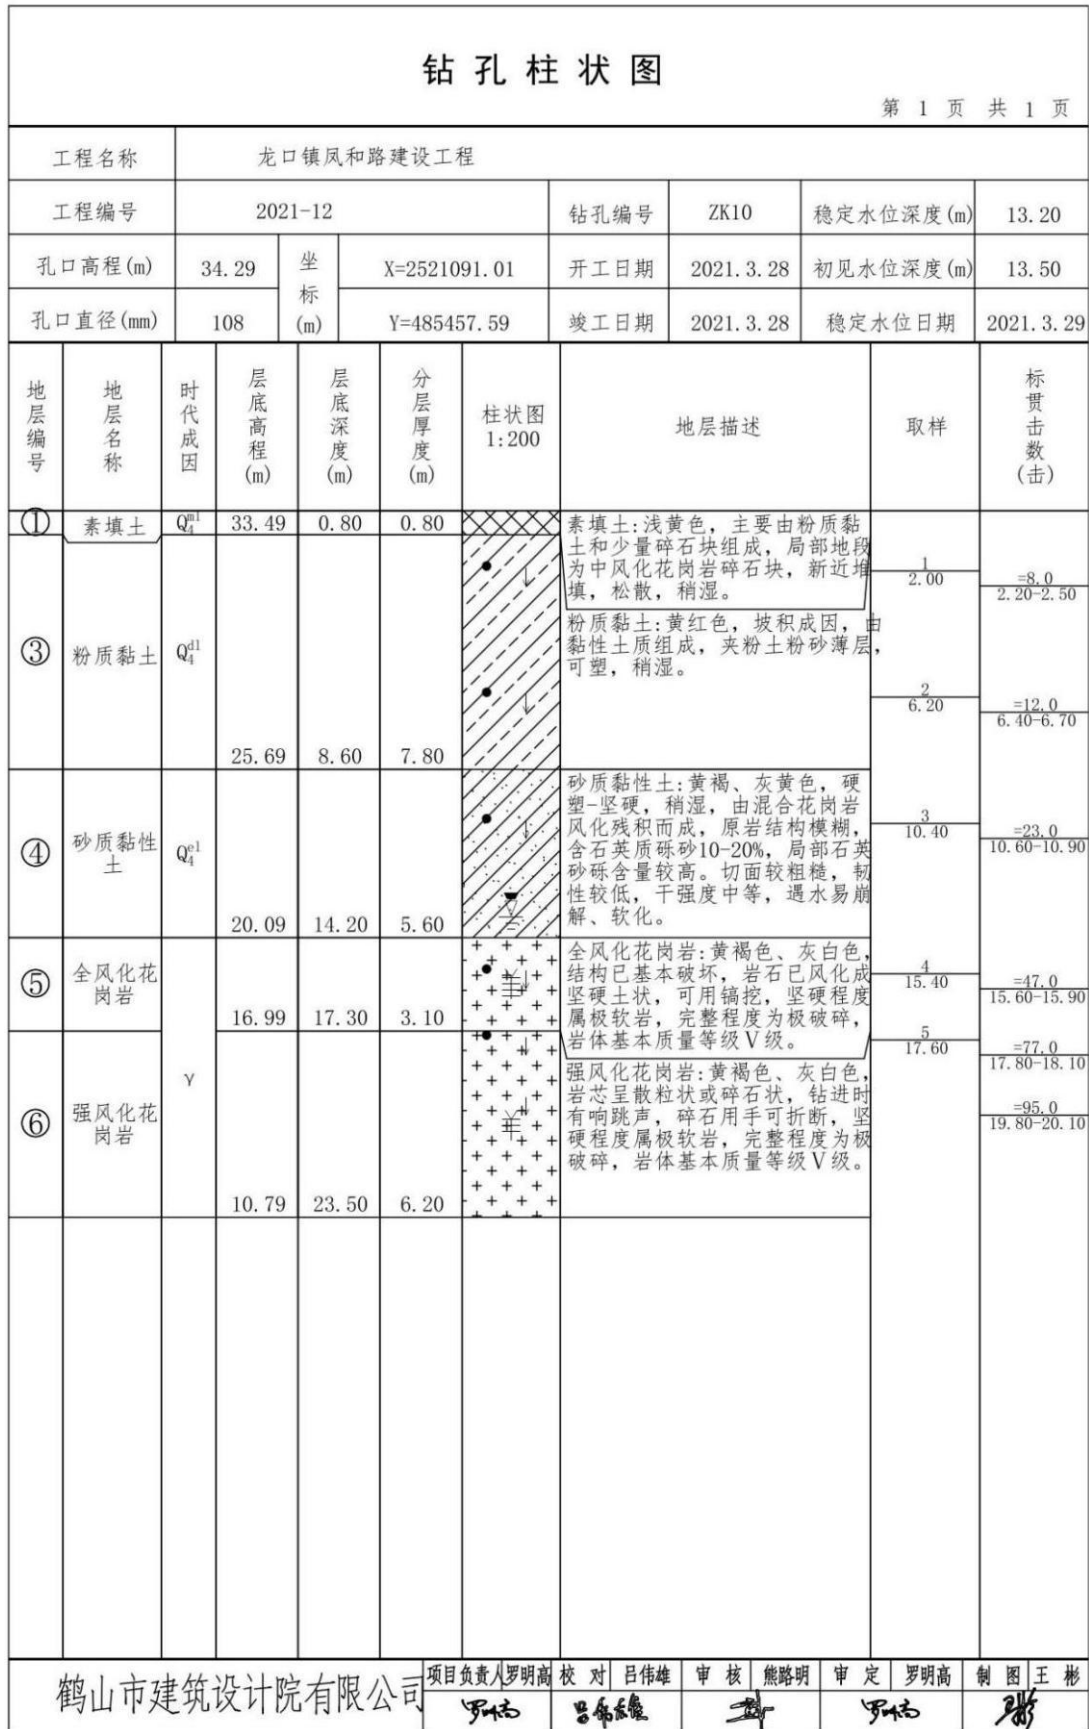 钻孔柱状图
第 1 页 共 1 页
工程名称 龙口镇凤和路建设工程
工程编号 2021-12 钻孔编号 ZK10 稳定水位深度(m) 13.20
孔口高程(m) 34.29 坐标(m) X=2521091.01 开工日期 2021.3.28 初见水位深度(m) 13.50
孔口直径(mm) 108 Y=485457.59 竣工日期 2021.3.28 稳定水位日期 2021.3.29
地层编号 地层名称 时代成因 层底高程(m) 层底深度(m) 分层厚度(m) 柱状图 1:200 地层描述 取样 标贯击数(击)
① 素填土 Q4ml 33.49 0.80 0.80
素填土:浅黄色，主要由粉质黏
土和少量碎石块组成，局部地段
为中风化花岗岩碎石块，新近堆
填，松散，稍湿。
1
2.00
=8.0
2.20-2.50
③ 粉质黏土 Q4dl 25.69 8.60 7.80
粉质黏土:黄红色，坡积成因，由
黏性土质组成，夹粉土粉砂薄层，
可塑，稍湿。
2
6.20
=12.0
6.40-6.70
④ 砂质黏性土 Q4el 20.09 14.20 5.60
砂质黏性土:黄褐、灰黄色，硬
塑-坚硬，稍湿，由混合花岗岩
风化残积而成，原岩结构模糊，
含石英质砾砂10-20%，局部石英
砂砾含量较高。切面较粗糙，韧
性较低，干强度中等，遇水易崩
解、软化。
3
10.40
=23.0
10.60-10.90
⑤ 全风化花岗岩 γ 16.99 17.30 3.10
全风化花岗岩:黄褐色、灰白色，
结构已基本破坏，岩石已风化成
坚硬土状，可用镐挖，坚硬程度
属极软岩，完整程度为极破碎，
岩体基本质量等级Ⅴ级。
4
15.40
=47.0
15.60-15.90
⑥ 强风化花岗岩 10.79 23.50 6.20
强风化花岗岩:黄褐色、灰白色，
岩芯呈散粒状或碎石状，钻进时
有响跳声，碎石用手可折断，坚
硬程度属极软岩，完整程度为极
破碎，岩体基本质量等级Ⅴ级。
5
17.60
=77.0
17.80-18.10
=95.0
19.80-20.10
鹤山市建筑设计院有限公司 项目负责人 罗明高 校 对 吕伟雄 审 核 熊路明 审 定 罗明高 制 图 王 彬
罗明高 吕伟雄 罗明高